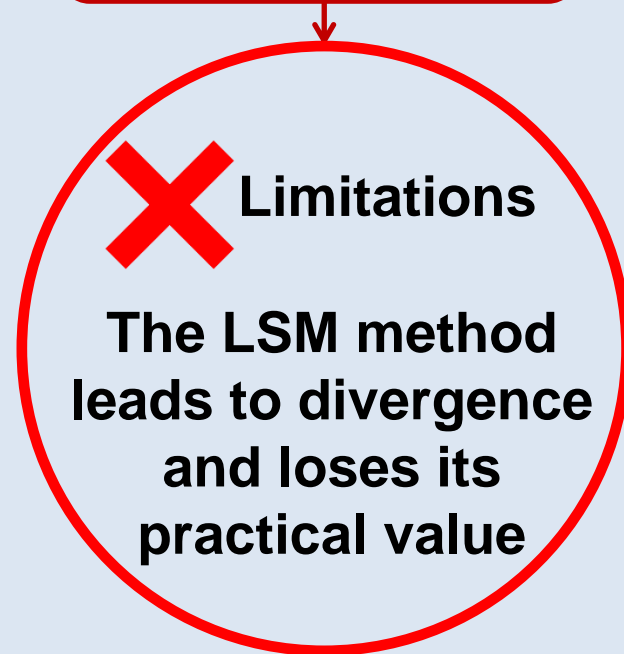 Limitations
The LSM method
leads to divergence
and loses its
practical value